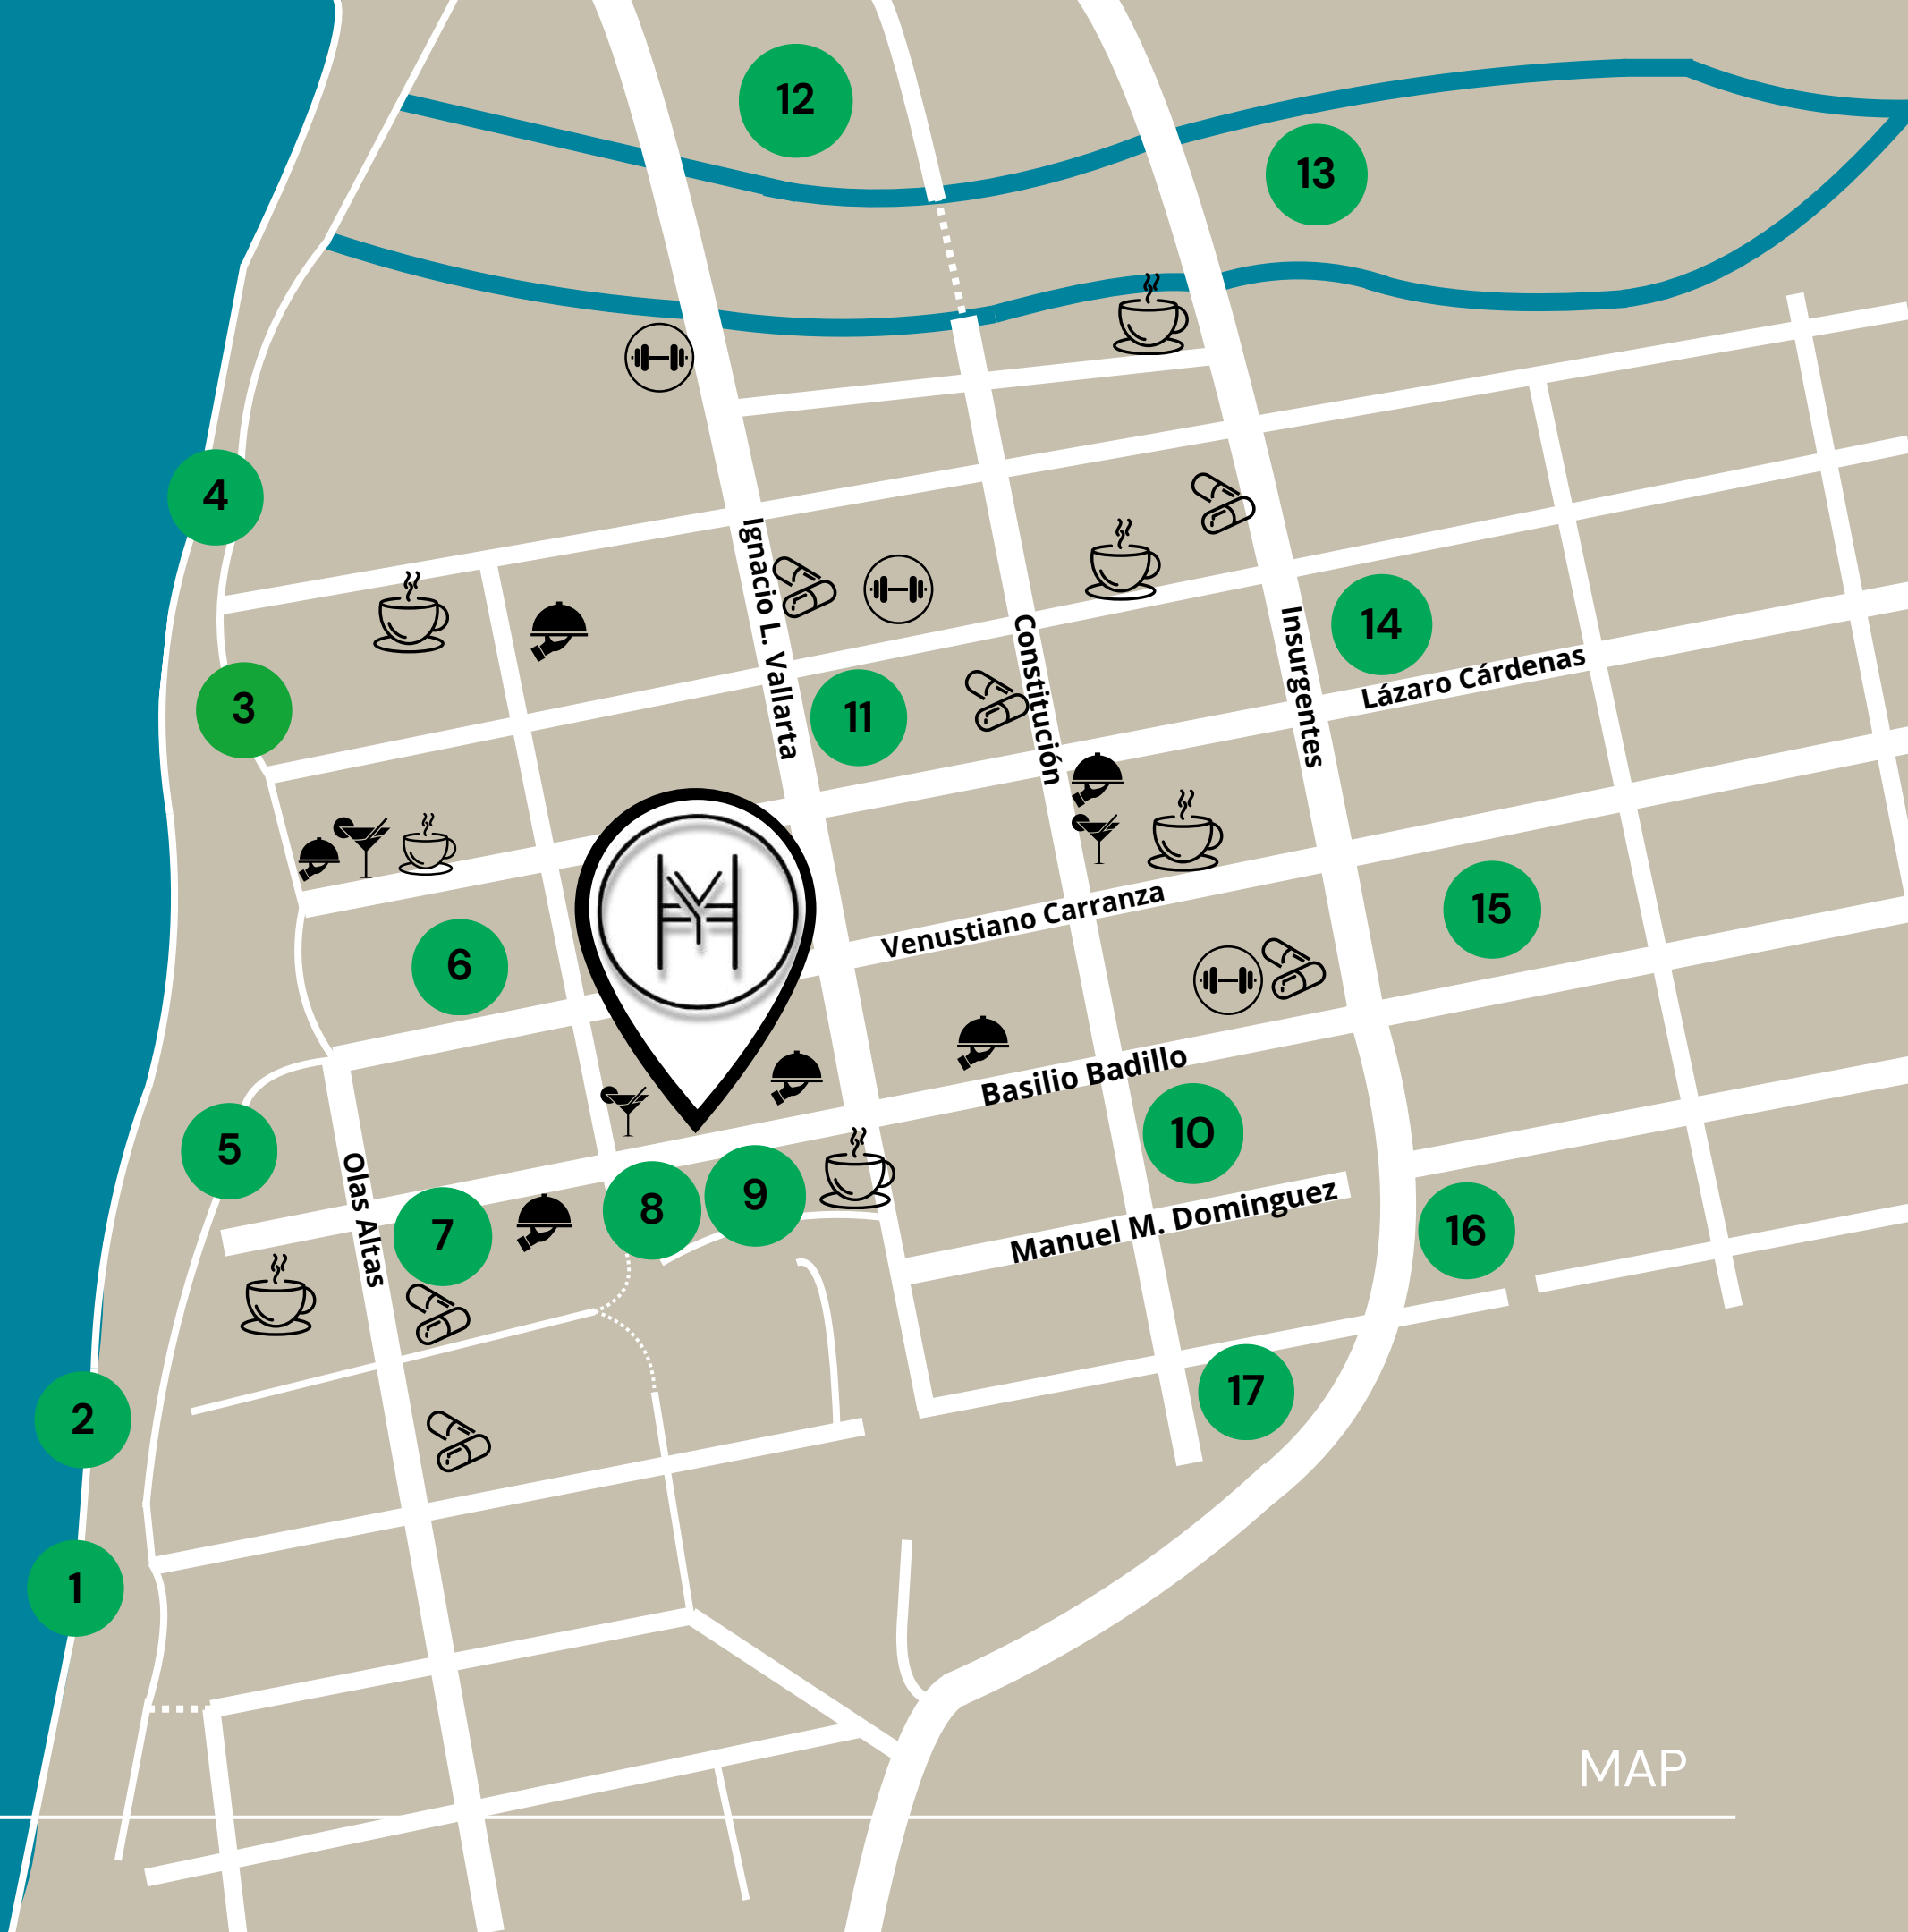 12
13
4
Ignacio L. Vallarta
14
Constitución
Insurgentes
Lázaro Cárdenas
3
11
HY
Venustiano Carranza
15
6
Basilio Badillo
10
5
Olas Altas
7
8
9
Manuel M. Dominguez
16
17
2
1
MAP